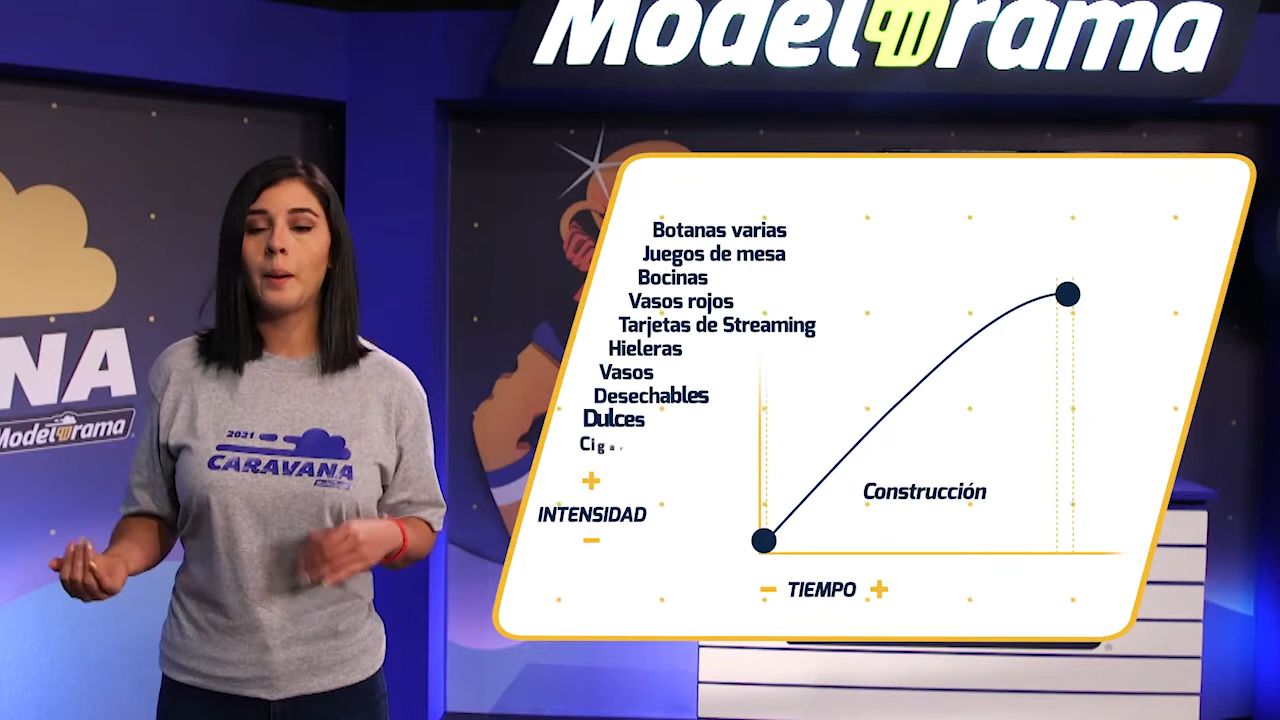 Modelorama
NA
Modelorama
2021
CARAVANA
Botanas varias
Juegos de mesa
Bocinas
Vasos rojos
Tarjetas de Streaming
Hieleras
Vasos
Desechables
Dulces
Cigar
+
INTENSIDAD
-
Construcción
- TIEMPO +